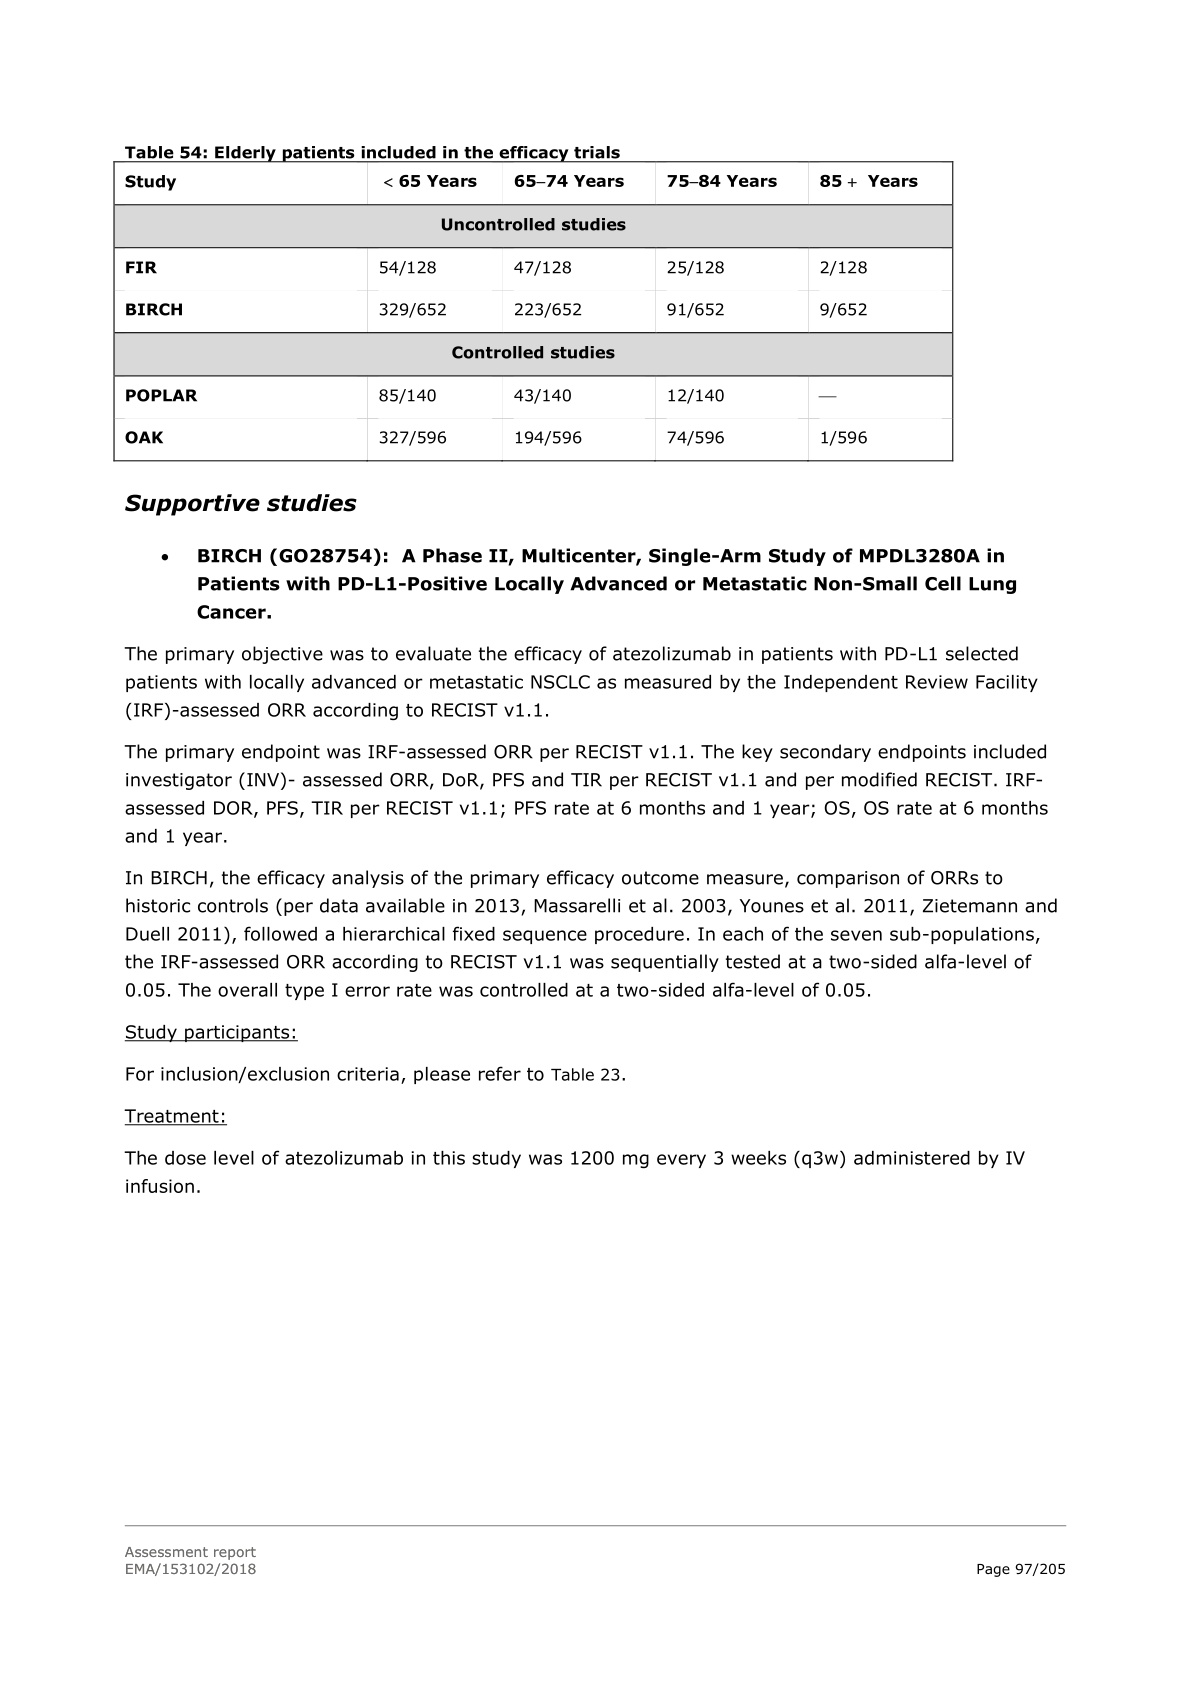 Table 54: Elderly patients included in the efficacy trials
Study < 65 Years 65–74 Years 75–84 Years 85 + Years
Uncontrolled studies
FIR 54/128 47/128 25/128 2/128
BIRCH 329/652 223/652 91/652 9/652
Controlled studies
POPLAR 85/140 43/140 12/140 —
OAK 327/596 194/596 74/596 1/596
Supportive studies
• BIRCH (GO28754): A Phase II, Multicenter, Single-Arm Study of MPDL3280A in
Patients with PD-L1-Positive Locally Advanced or Metastatic Non-Small Cell Lung
Cancer.
The primary objective was to evaluate the efficacy of atezolizumab in patients with PD-L1 selected
patients with locally advanced or metastatic NSCLC as measured by the Independent Review Facility
(IRF)-assessed ORR according to RECIST v1.1.
The primary endpoint was IRF-assessed ORR per RECIST v1.1. The key secondary endpoints included
investigator (INV)- assessed ORR, DoR, PFS and TIR per RECIST v1.1 and per modified RECIST. IRF-
assessed DOR, PFS, TIR per RECIST v1.1; PFS rate at 6 months and 1 year; OS, OS rate at 6 months
and 1 year.
In BIRCH, the efficacy analysis of the primary efficacy outcome measure, comparison of ORRs to
historic controls (per data available in 2013, Massarelli et al. 2003, Younes et al. 2011, Zietemann and
Duell 2011), followed a hierarchical fixed sequence procedure. In each of the seven sub-populations,
the IRF-assessed ORR according to RECIST v1.1 was sequentially tested at a two-sided alfa-level of
0.05. The overall type I error rate was controlled at a two-sided alfa-level of 0.05.
Study participants:
For inclusion/exclusion criteria, please refer to Table 23.
Treatment:
The dose level of atezolizumab in this study was 1200 mg every 3 weeks (q3w) administered by IV
infusion.
Assessment report
EMA/153102/2018 Page 97/205